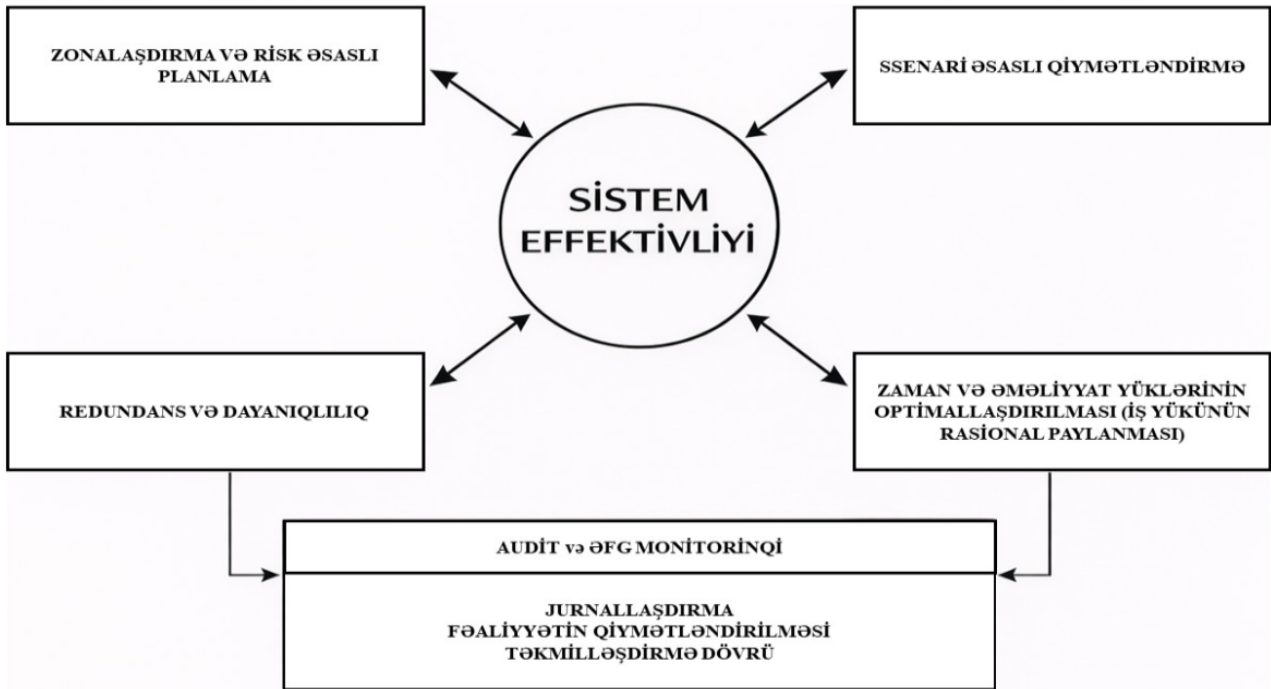 ZONALAŞDIRMA VƏ RİSK ƏSASLI
PLANLAMA
SSENARİ ƏSASLI QİYMƏTLƏNDİRMƏ
SİSTEM
EFFEKTİVLİYİ
REDUNDANS VƏ DAYANIQLILIQ
ZAMAN VƏ ƏMƏLİYYAT YÜKLƏRİNİN
OPTİMALLAŞDIRILMASI (İŞ YÜKÜNÜN
RASİONAL PAYLANMASI)
AUDİT və ƏFG MONİTORİNQİ
JURNALLAŞDIRMA
FƏALİYYƏTİN QİYMƏTLƏNDİRİLMƏSİ
TƏKMİLLƏŞDİRMƏ DÖVRÜ